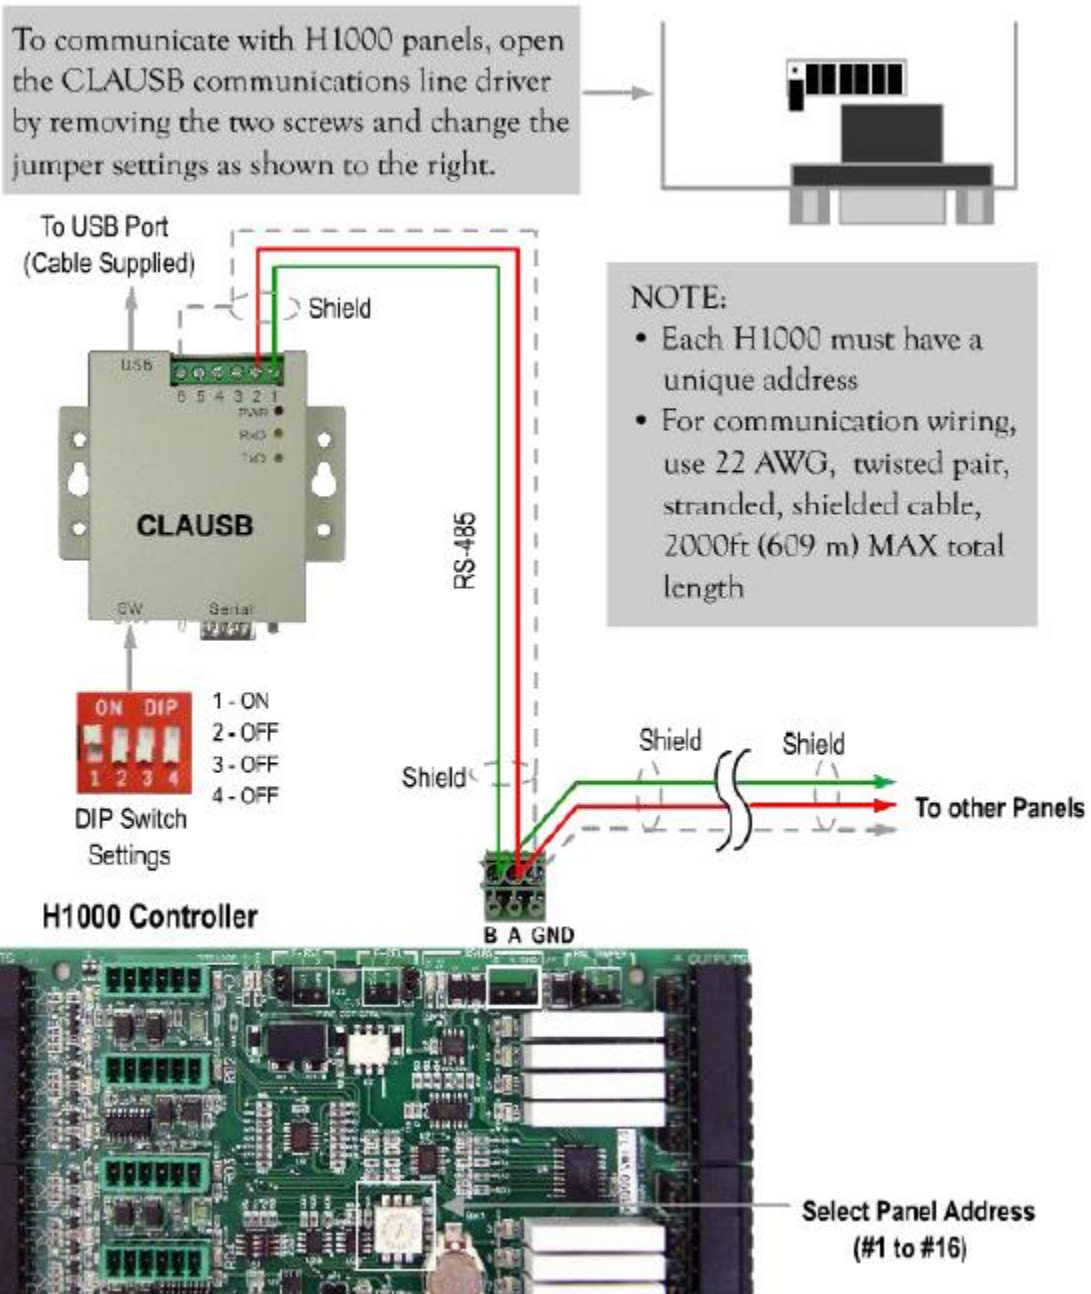 To communicate with H1000 panels, open
the CLAUSB communications line driver
by removing the two screws and change the
jumper settings as shown to the right.
To USB Port
(Cable Supplied)
Shield
NOTE:
• Each H1000 must have a
unique address
• For communication wiring,
use 22 AWG, twisted pair,
stranded, shielded cable,
2000ft (609 m) MAX total
length
USB
6 5 4 3 2 1
PWR
RxD
TxD
CLAUSB
RS-485
SW
Serial
ON DIP
1 2 3 4
1 - ON
2 - OFF
3 - OFF
4 - OFF
DIP Switch
Settings
Shield
Shield
Shield
To other Panels
H1000 Controller
B A GND
OUTPUTS
Select Panel Address
(#1 to #16)